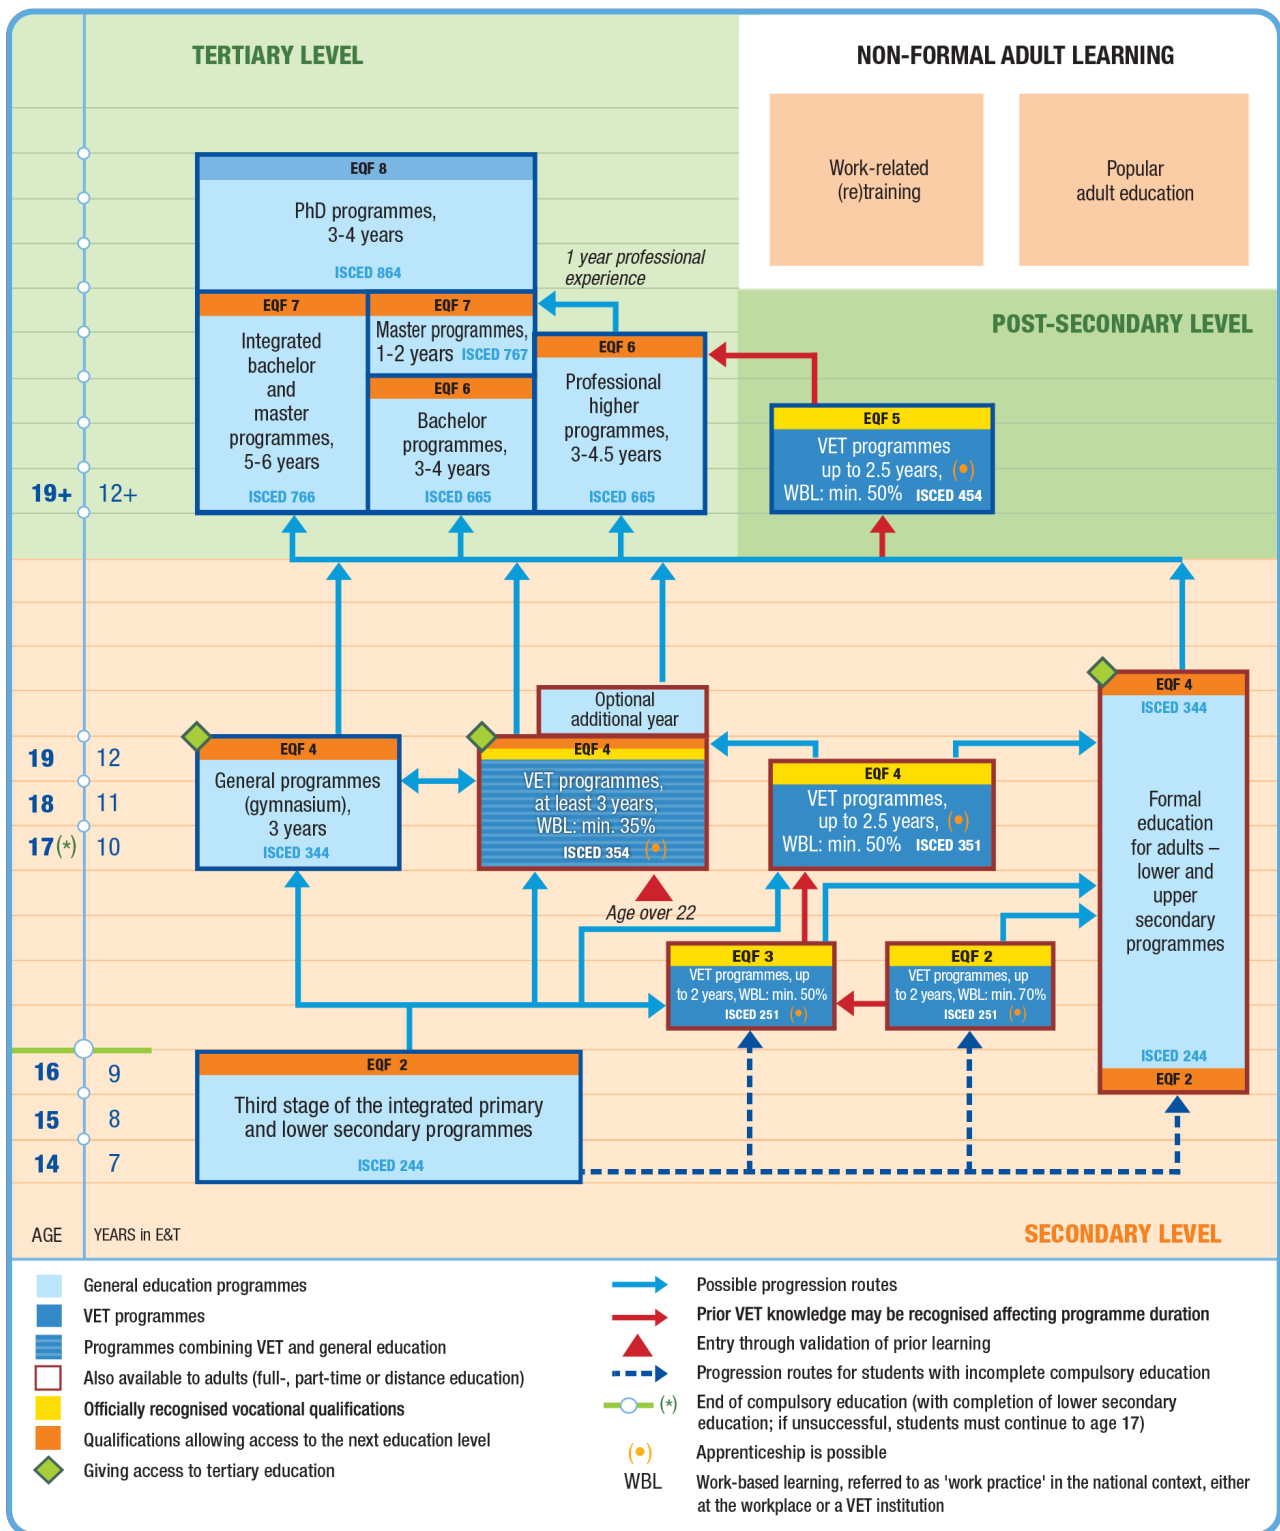 TERTIARY LEVEL
NON-FORMAL ADULT LEARNING
Work-related
(re)training
Popular
adult education
EQF 8
PhD programmes,
3-4 years
ISCED 864
1 year professional
experience
POST-SECONDARY LEVEL
EQF 7
Integrated
bachelor
and
master
programmes,
5-6 years
ISCED 766
EQF 7
Master programmes,
1-2 years ISCED 767
EQF 6
Bachelor
programmes,
3-4 years
ISCED 665
EQF 6
Professional
higher
programmes,
3-4.5 years
ISCED 665
EQF 5
VET programmes
up to 2.5 years, (•)
WBL: min. 50% ISCED 454
19+ 12+
Optional
additional year
EQF 4
ISCED 344
Formal
education
for adults –
lower and
upper
secondary
programmes
ISCED 244
EQF 2
19 12
18 11
17(*) 10
EQF 4
General programmes
(gymnasium),
3 years
ISCED 344
EQF 4
VET programmes,
at least 3 years,
WBL: min. 35%
ISCED 354 (•)
EQF 4
VET programmes,
up to 2.5 years, (•)
WBL: min. 50% ISCED 351
Age over 22
EQF 3
VET programmes, up
to 2 years, WBL: min. 50%
ISCED 251 (•)
EQF 2
VET programmes, up
to 2 years, WBL: min. 70%
ISCED 251 (•)
16 9
15 8
14 7
EQF 2
Third stage of the integrated primary
and lower secondary programmes
ISCED 244
AGE YEARS in E&T
SECONDARY LEVEL
General education programmes
VET programmes
Programmes combining VET and general education
Also available to adults (full-, part-time or distance education)
Officially recognised vocational qualifications
Qualifications allowing access to the next education level
Giving access to tertiary education
Possible progression routes
Prior VET knowledge may be recognised affecting programme duration
Entry through validation of prior learning
Progression routes for students with incomplete compulsory education
(*) End of compulsory education (with completion of lower secondary
education; if unsuccessful, students must continue to age 17)
(•) Apprenticeship is possible
WBL Work-based learning, referred to as 'work practice' in the national context, either
at the workplace or a VET institution